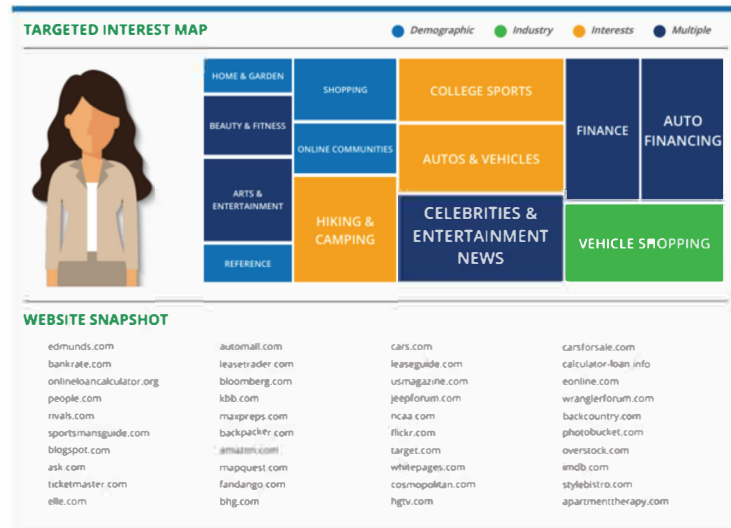 TARGETED INTEREST MAP
Demographic
Industry
Interests
Multiple
HOME & GARDEN
BEAUTY & FITNESS
ARTS &
ENTERTAINMENT
REFERENCE
SHOPPING
ONLINE COMMUNITIES
HIKING &
CAMPING
COLLEGE SPORTS
AUTOS & VEHICLES
CELEBRITIES &
ENTERTAINMENT
NEWS
FINANCE
AUTO
FINANCING
VEHICLE SHOPPING
WEBSITE SNAPSHOT
edmunds.com
bankrate.com
onlineloancalculator.org
people.com
rivals.com
sportsmansguide.com
blogspot.com
ask.com
ticketmaster.com
elle.com
automall.com
leasetrader.com
bloomberg.com
kbb.com
maxpreps.com
backpacker.com
amazon.com
mapquest.com
fandango.com
bhg.com
cars.com
leaseguide.com
usmagazine.com
jeepforum.com
ncaa.com
flickr.com
target.com
whitepages.com
cosmopolitan.com
hgtv.com
carsforsale.com
calculator-loan.info
eonline.com
wranglerforum.com
backcountry.com
photobucket.com
overstock.com
imdb.com
stylebistro.com
apartmenttherapy.com